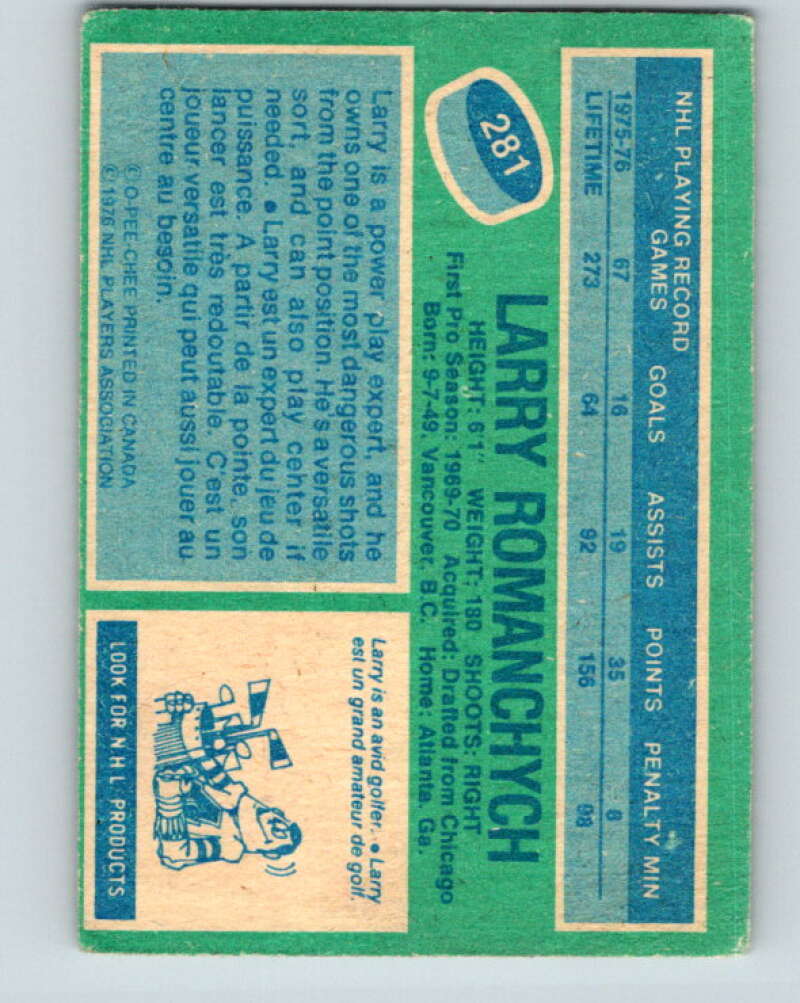 NHL PLAYING RECORD
GAMES GOALS ASSISTS POINTS PENALTY MIN
1975-76 67 16 19 35 8
LIFETIME 273 64 92 156 98
281
LARRY ROMANCHYCH
HEIGHT: 6'1" WEIGHT: 180 SHOOTS: RIGHT
First Pro Season: 1969-70 Acquired: Drafted from Chicago
Born: 9-7-49, Vancouver, B.C. Home: Atlanta, Ga.
Larry is a power play expert, and he
owns one of the most dangerous shots
from the point position. He's a versatile
sort, and can also play center if
needed. • Larry est un expert du jeu de
puissance. A partir de la pointe, son
lancer est très redoutable. C'est un
joueur versatile qui peut aussi jouer au
centre au besoin.
© O-PEE-CHEE PRINTED IN CANADA
© 1976 NHL PLAYERS ASSOCIATION
Larry is an avid golfer. • Larry
est un grand amateur de golf.
LOOK FOR NHL PRODUCTS